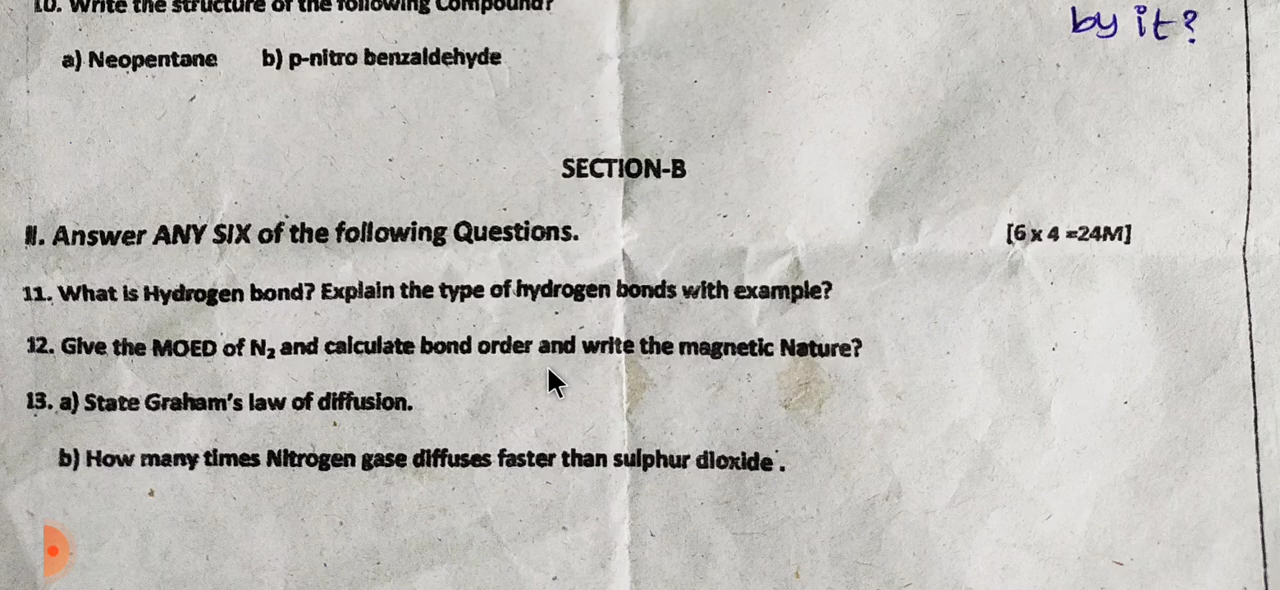 10. Write the structure of the following Compound?
by it?
a) Neopentane b) p-nitro benzaldehyde
SECTION-B
II. Answer ANY SIX of the following Questions.
[6 x 4 =24M]
11. What is Hydrogen bond? Explain the type of hydrogen bonds with example?
12. Give the MOED of N₂ and calculate bond order and write the magnetic Nature?
13. a) State Graham's law of diffusion.
b) How many times Nitrogen gase diffuses faster than sulphur dioxide.